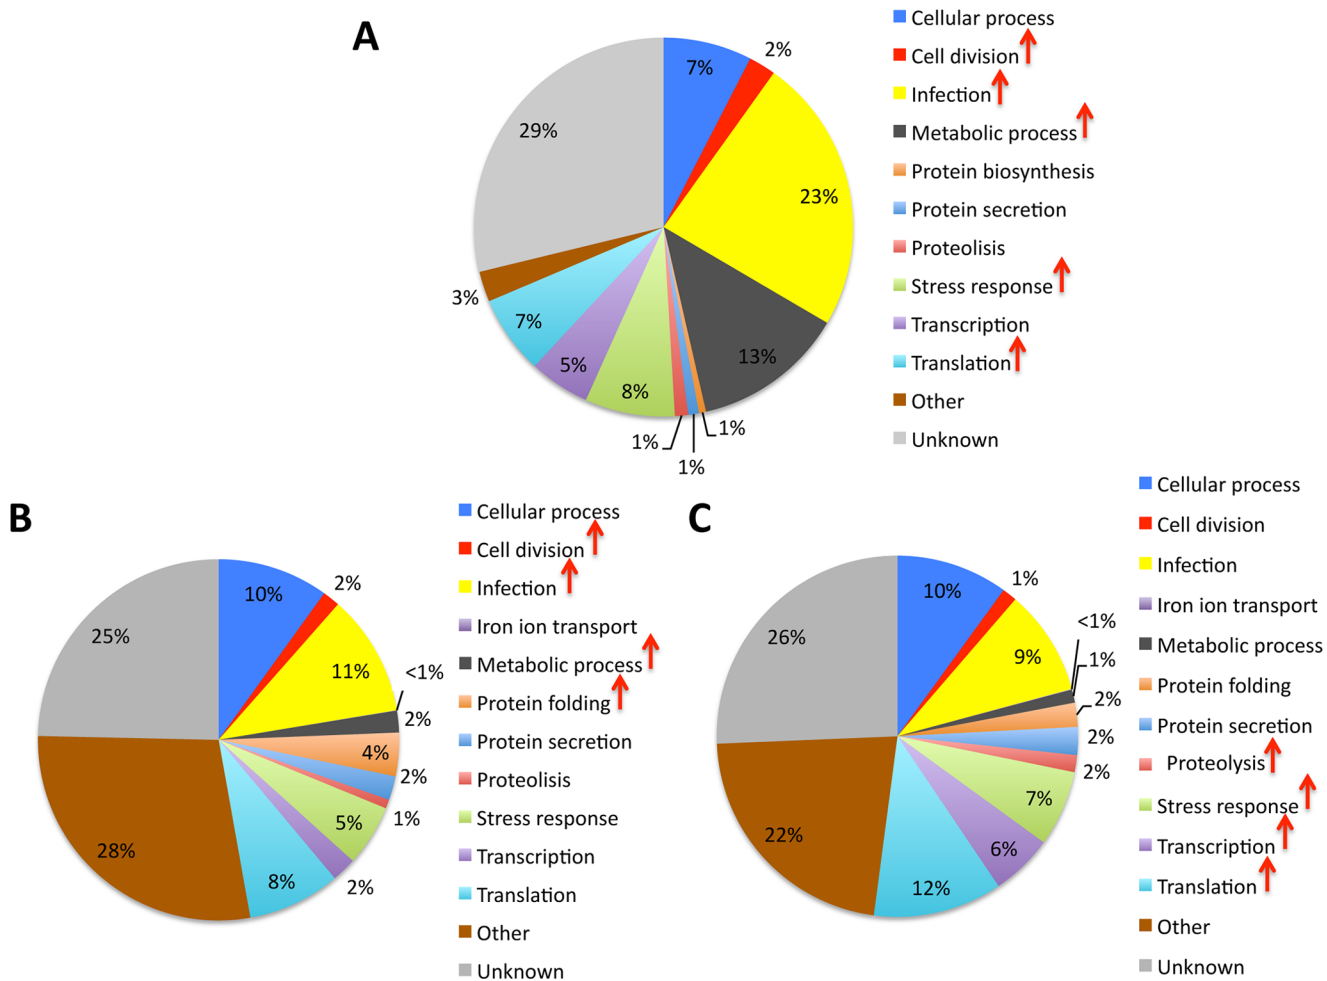 A
7%
2%
23%
13%
1%
1%
1%
8%
5%
7%
3%
29%
Cellular process
Cell division
Infection
Metabolic process
Protein biosynthesis
Protein secretion
Proteolisis
Stress response
Transcription
Translation
Other
Unknown
B
10%
2%
11%
<1%
2%
4%
2%
1%
5%
2%
8%
28%
25%
Cellular process
Cell division
Infection
Iron ion transport
Metabolic process
Protein folding
Protein secretion
Proteolisis
Stress response
Transcription
Translation
Other
Unknown
C
10%
1%
9%
<1%
1%
2%
2%
2%
7%
6%
12%
22%
26%
Cellular process
Cell division
Infection
Iron ion transport
Metabolic process
Protein folding
Protein secretion
Proteolysis
Stress response
Transcription
Translation
Other
Unknown